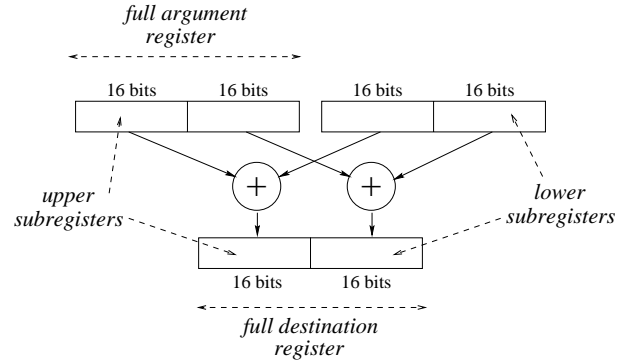 full argument
register
16 bits 16 bits 16 bits 16 bits
+ +
upper
subregisters
lower
subregisters
16 bits 16 bits
full destination
register